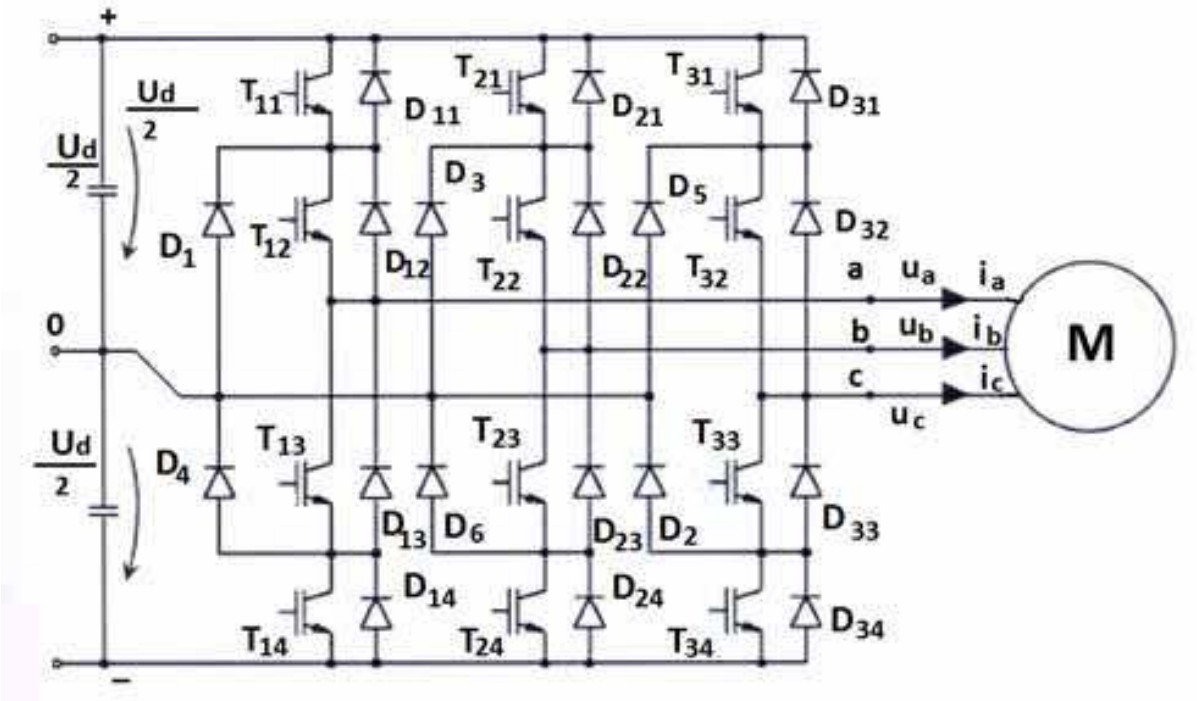 +
Ud/2
Ud/2
T11
D11
T21
D21
T31
D31
D1
T12
D12
D3
T22
D22
D5
T32
D32
a ua ia
0
b ub ib
M
c uc ic
Ud/2
D4
T13
D13
D6
T23
D23
D2
T33
D33
T14
D14
T24
D24
T34
D34
−